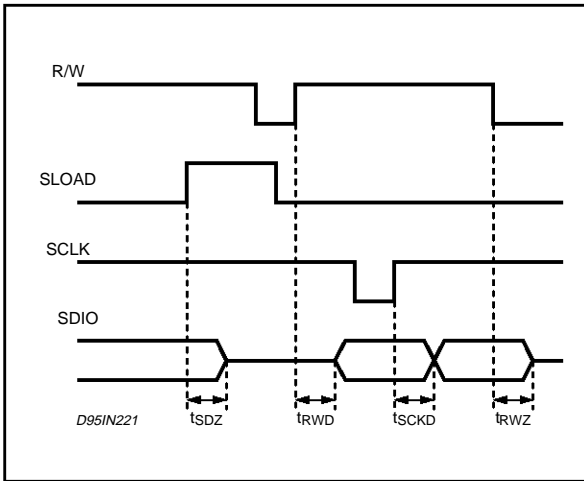 R/W
SLOAD
SCLK
SDIO
D95IN221 tSDZ tRWD tSCKD tRWZ